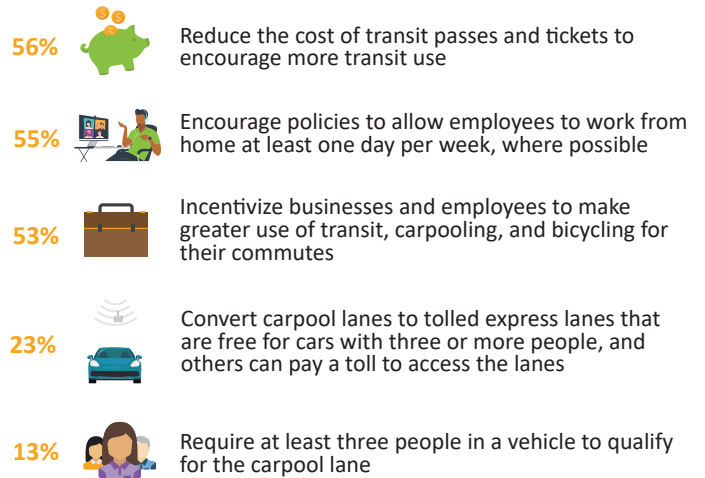 56%
Reduce the cost of transit passes and tickets to
encourage more transit use
55%
Encourage policies to allow employees to work from
home at least one day per week, where possible
53%
Incentivize businesses and employees to make
greater use of transit, carpooling, and bicycling for
their commutes
23%
Convert carpool lanes to tolled express lanes that
are free for cars with three or more people, and
others can pay a toll to access the lanes
13%
Require at least three people in a vehicle to qualify
for the carpool lane